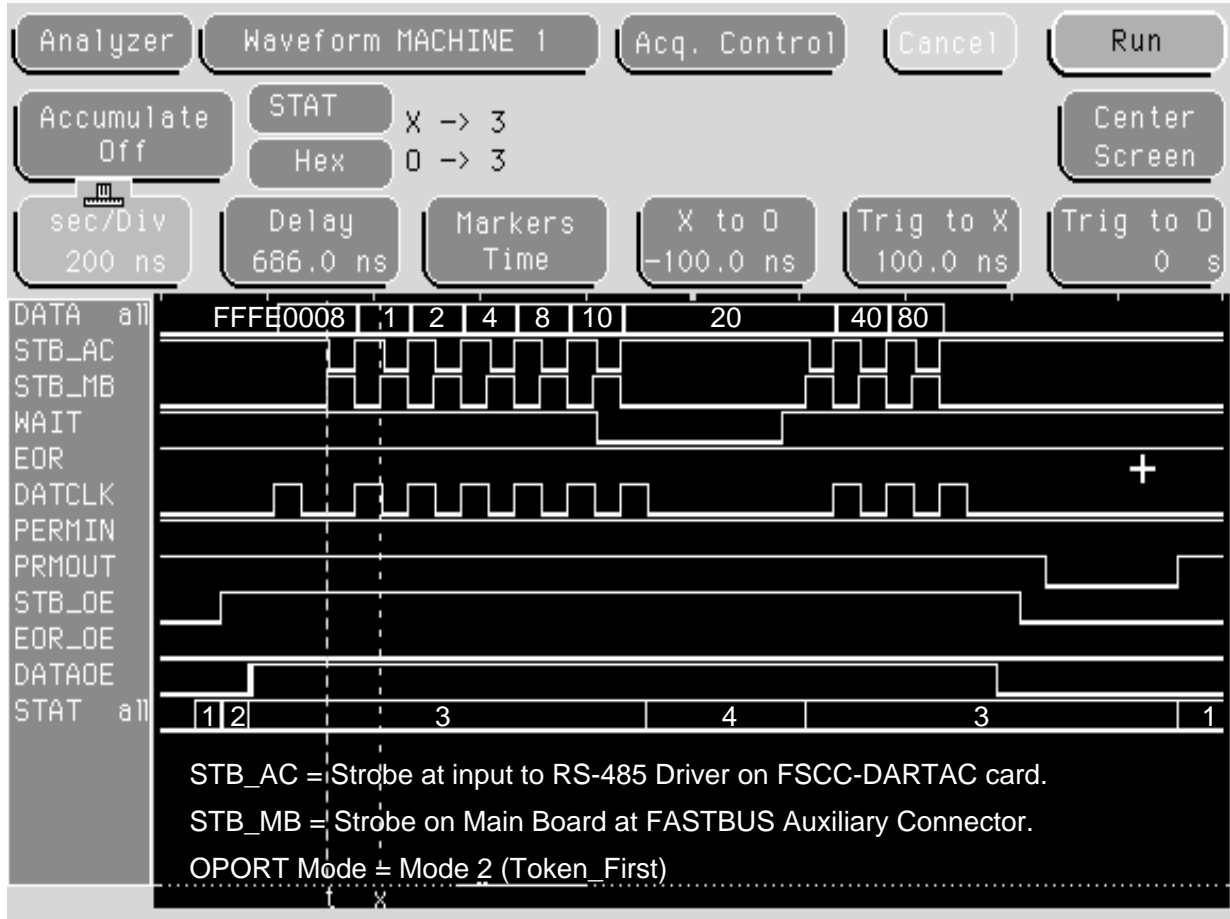 Analyzer Waveform MACHINE 1 Acq. Control Cancel Run
Accumulate Off
STAT X -> 3
Hex O -> 3
Center Screen
sec/Div 200 ns
Delay 686.0 ns
Markers Time
X to O -100.0 ns
Trig to X 100.0 ns
Trig to O 0 s
DATA all FFFE0008 1 2 4 8 10 20 40 80
STB_AC
STB_MB
WAIT
EOR
DATCLK
PERMIN
PRMOUT
STB_OE
EOR_OE
DATAOE
STAT all 1 2 3 4 3 1
STB_AC = Strobe at input to RS-485 Driver on FSCC-DARTAC card.
STB_MB = Strobe on Main Board at FASTBUS Auxiliary Connector.
OPORT Mode = Mode 2 (Token_First)
t x